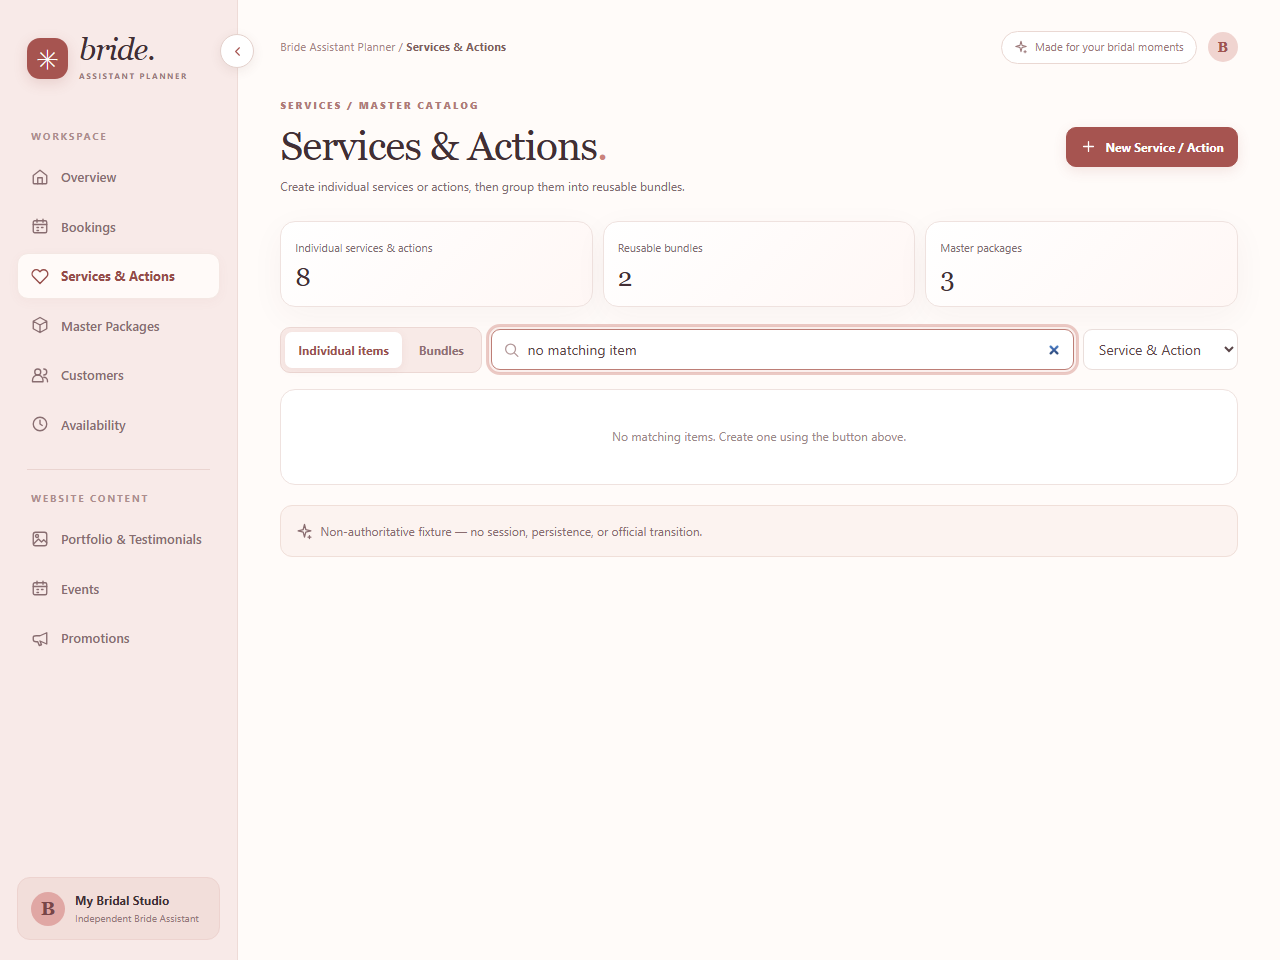 bride.
ASSISTANT PLANNER
WORKSPACE
Overview
Bookings
Services & Actions
Master Packages
Customers
Availability
WEBSITE CONTENT
Portfolio & Testimonials
Events
Promotions
B
My Bridal Studio
Independent Bride Assistant
Bride Assistant Planner / Services & Actions
Made for your bridal moments
B
SERVICES / MASTER CATALOG
Services & Actions.
New Service / Action
Create individual services or actions, then group them into reusable bundles.
Individual services & actions
8
Reusable bundles
2
Master packages
3
Individual items
Bundles
no matching item
Service & Action
No matching items. Create one using the button above.
Non-authoritative fixture — no session, persistence, or official transition.